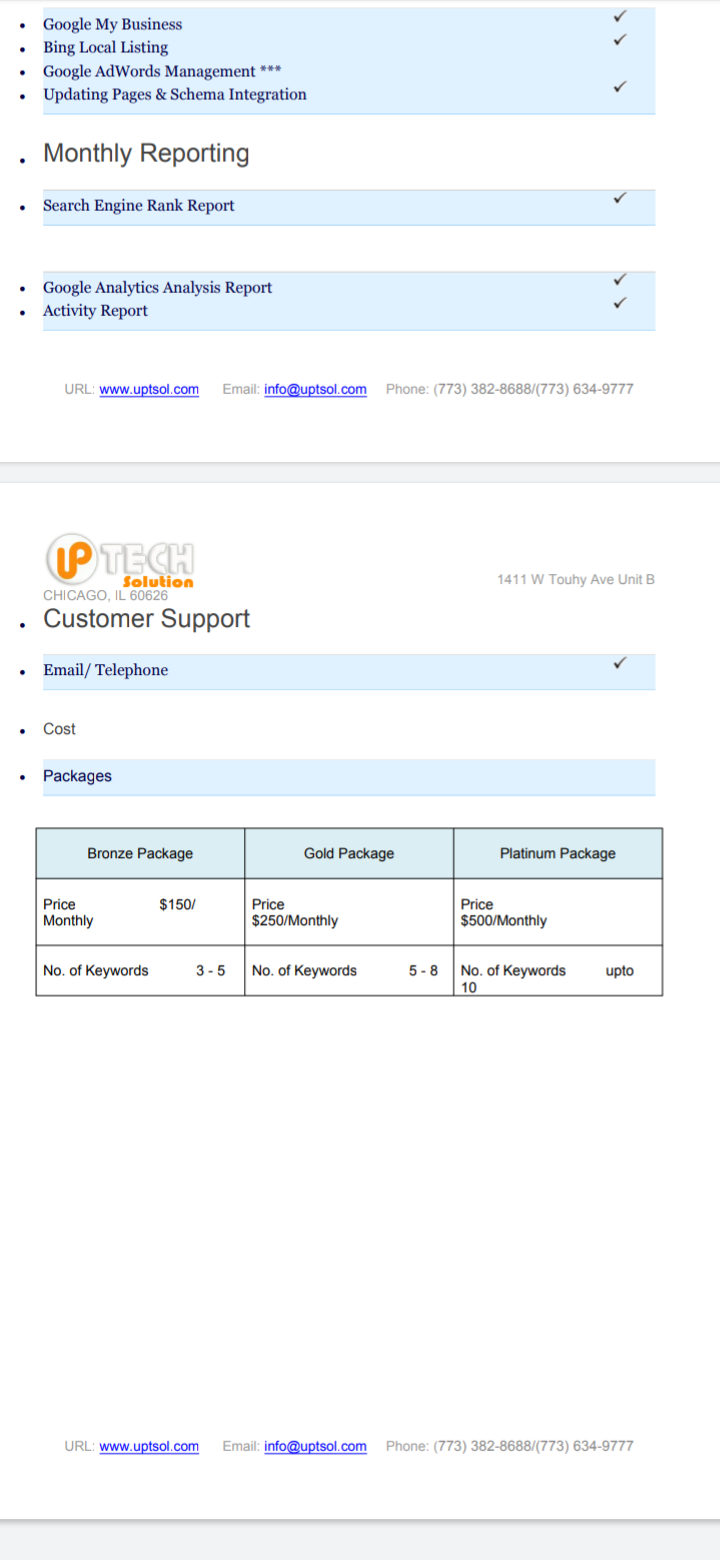 Google My Business ✓
Bing Local Listing ✓
Google AdWords Management ***
Updating Pages & Schema Integration ✓
Monthly Reporting
Search Engine Rank Report ✓
Google Analytics Analysis Report ✓
Activity Report ✓
URL: www.uptsol.com Email: info@uptsol.com Phone: (773) 382-8688/(773) 634-9777
UP TECH
Solution
1411 W Touhy Ave Unit B
CHICAGO, IL 60626
Customer Support
Email/ Telephone ✓
Cost
Packages
Bronze Package Gold Package Platinum Package
Price $150/ Price Price
Monthly $250/Monthly $500/Monthly
No. of Keywords 3 - 5 No. of Keywords 5 - 8 No. of Keywords upto
10
URL: www.uptsol.com Email: info@uptsol.com Phone: (773) 382-8688/(773) 634-9777